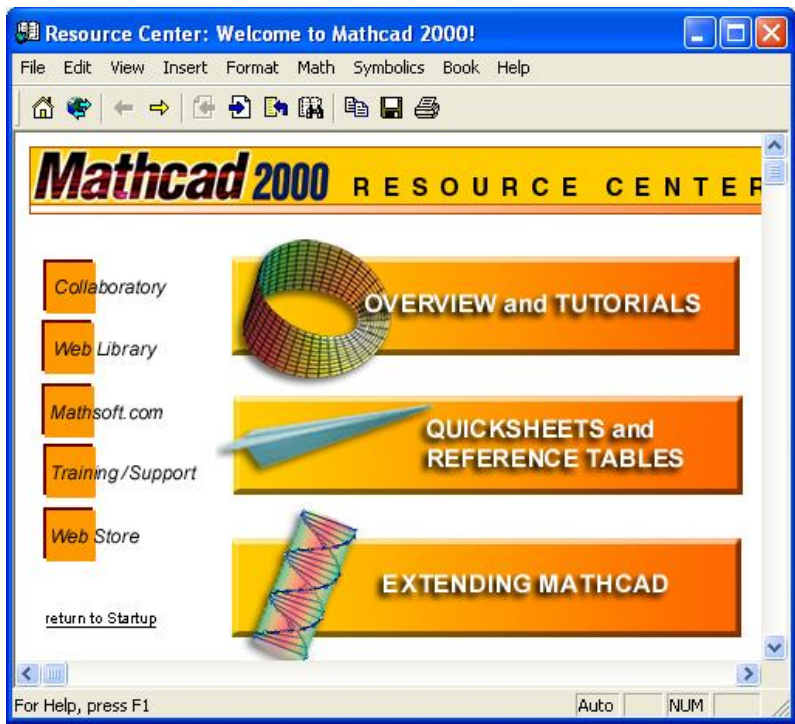 Resource Center: Welcome to Mathcad 2000!
File Edit View Insert Format Math Symbolics Book Help
Mathcad 2000 RESOURCE CENTER
Collaboratory
OVERVIEW and TUTORIALS
Web Library
Mathsoft.com
QUICKSHEETS and
REFERENCE TABLES
Training/Support
Web Store
EXTENDING MATHCAD
return to Startup
For Help, press F1
Auto
NUM